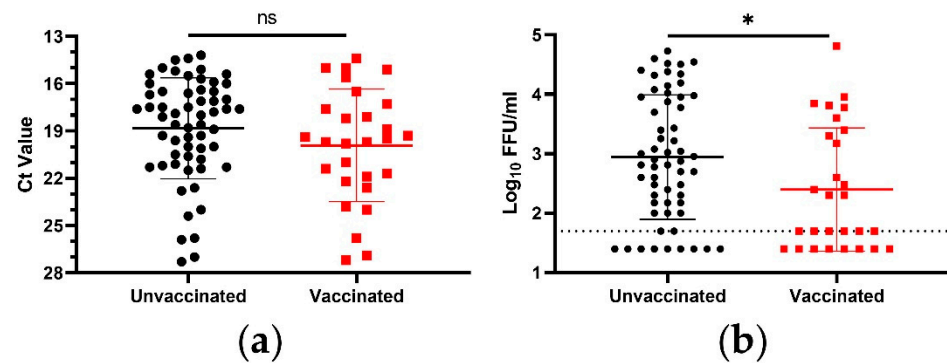 ns
13
16
19
22
25
28
Ct Value
Unvaccinated Vaccinated
(a)
*
5
4
3
2
1
Log10 FFU/ml
Unvaccinated Vaccinated
(b)